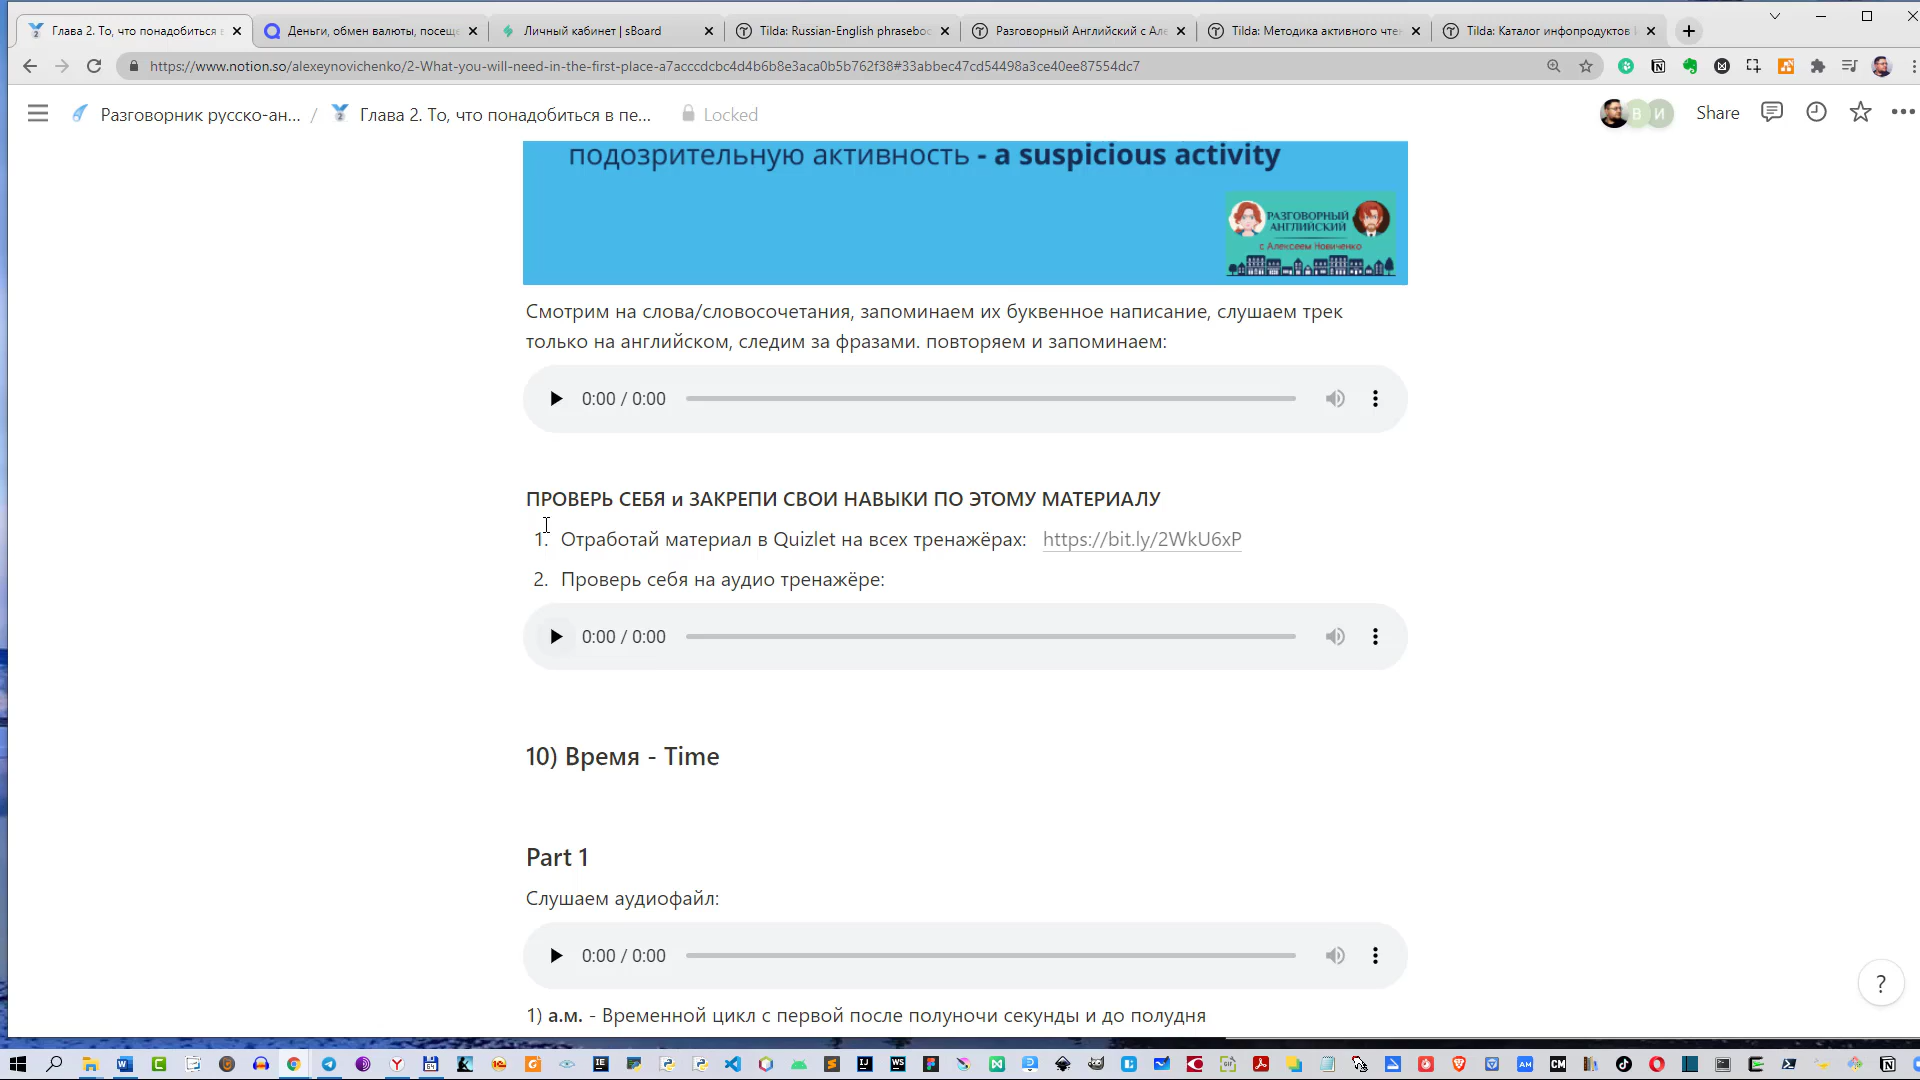 Глава 2. То, что понадобиться в
Деньги, обмен валюты, посещ
Личный кабинет | sBoard
Tilda: Russian-English phraseboo
Разговорный Английский с Але
Tilda: Методика активного чте
Tilda: Каталог инфопродуктов
https://www.notion.so/alexeynovichenko/2-What-you-will-need-in-the-first-place-a7acccdcbc4d4b6b8e3aca0b5b762f38#33abbec47cd54498a3ce40ee87554dc7
Разговорник русско-ан... / Глава 2. То, что понадобиться в пе... Locked
В И Share
подозрительную активность - a suspicious activity
РАЗГОВОРНЫЙ
АНГЛИЙСКИЙ
с Алексеем Новиченко
Смотрим на слова/словосочетания, запоминаем их буквенное написание, слушаем трек
только на английском, следим за фразами. повторяем и запоминаем:
0:00 / 0:00
ПРОВЕРЬ СЕБЯ и ЗАКРЕПИ СВОИ НАВЫКИ ПО ЭТОМУ МАТЕРИАЛУ
1. Отработай материал в Quizlet на всех тренажёрах: https://bit.ly/2WkU6xP
2. Проверь себя на аудио тренажёре:
0:00 / 0:00
10) Время - Time
Part 1
Слушаем аудиофайл:
0:00 / 0:00
?
1) a.м. - Временной цикл с первой после полуночи секунды и до полудня